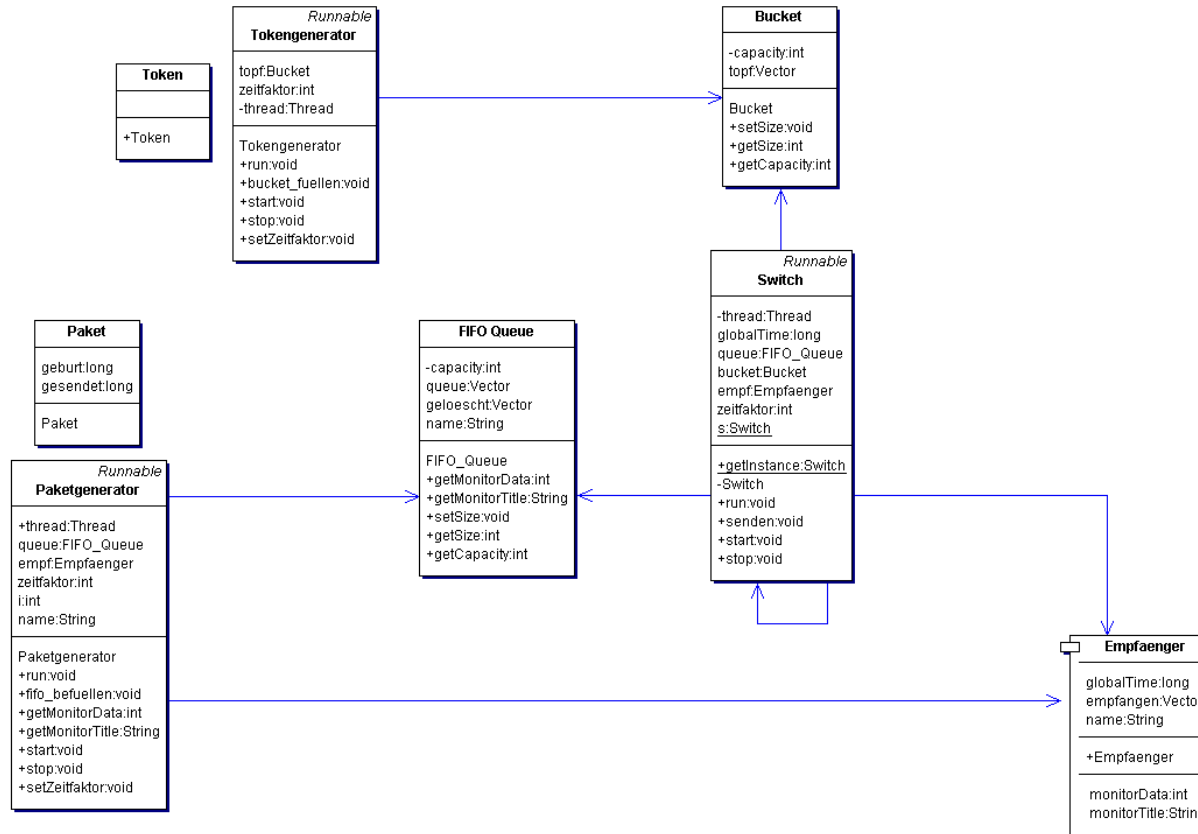 Token
+Token
Runnable
Tokengenerator
topf:Bucket
zeitfaktor:int
-thread:Thread
Tokengenerator
+run:void
+bucket_fuellen:void
+start:void
+stop:void
+setZeitfaktor:void
Bucket
-capacity:int
topf:Vector
Bucket
+setSize:void
+getSize:int
+getCapacity:int
Paket
geburt:long
gesendet:long
Paket
FIFO Queue
-capacity:int
queue:Vector
geloescht:Vector
name:String
FIFO_Queue
+getMonitorData:int
+getMonitorTitle:String
+setSize:void
+getSize:int
+getCapacity:int
Runnable
Switch
-thread:Thread
globalTime:long
queue:FIFO_Queue
bucket:Bucket
empf:Empfaenger
zeitfaktor:int
s:Switch
+getInstance:Switch
-Switch
+run:void
+senden:void
+start:void
+stop:void
Runnable
Paketgenerator
+thread:Thread
queue:FIFO_Queue
empf:Empfaenger
zeitfaktor:int
i:int
name:String
Paketgenerator
+run:void
+fifo_befuellen:void
+getMonitorData:int
+getMonitorTitle:String
+start:void
+stop:void
+setZeitfaktor:void
Empfaenger
globalTime:long
empfangen:Vecto
name:String
+Empfaenger
monitorData:int
monitorTitle:Strin